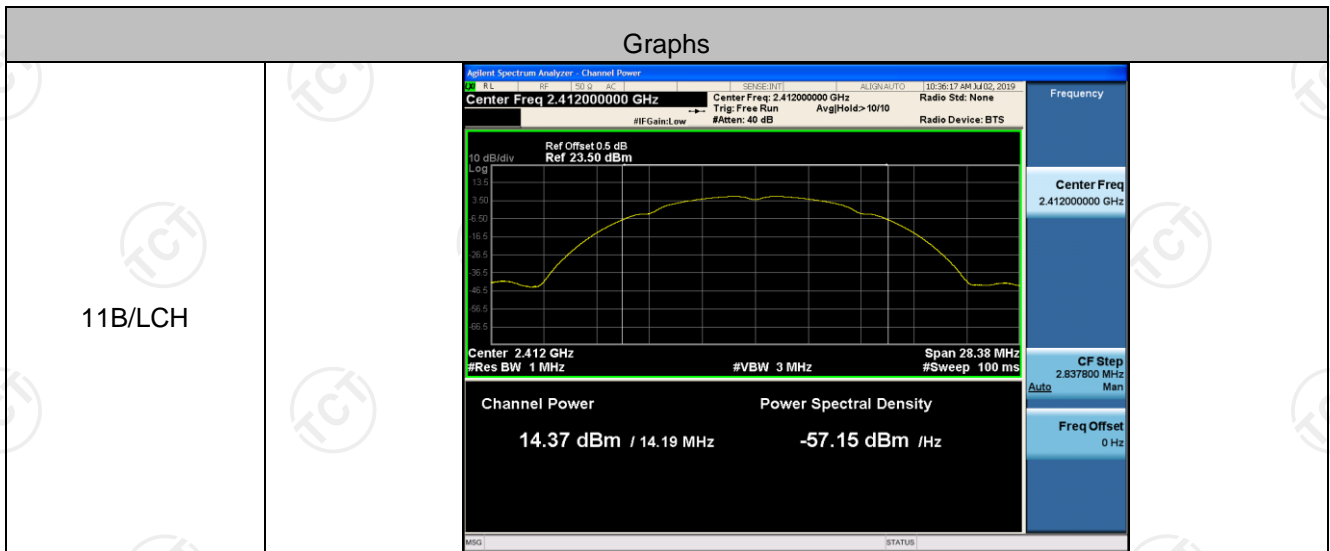 Graphs
11B/LCH
Agilent Spectrum Analyzer - Channel Power
RL RF 50 Ω AC SENSE:INT ALIGNAUTO 10:36:17 AM Jul 02, 2019
Center Freq 2.412000000 GHz
Center Freq: 2.412000000 GHz
Radio Std: None
Trig: Free Run Avg|Hold:> 10/10
#IFGain:Low
#Atten: 40 dB
Radio Device: BTS
Ref Offset 0.5 dB
10 dB/div Ref 23.50 dBm
Log
13.5
3.50
-6.50
-16.5
-26.5
-36.5
-46.5
-56.5
-66.5
Center 2.412 GHz
Span 28.38 MHz
#Res BW 1 MHz
#VBW 3 MHz
#Sweep 100 ms
Channel Power
Power Spectral Density
14.37 dBm / 14.19 MHz
-57.15 dBm /Hz
MSG
STATUS
Frequency
Center Freq
2.412000000 GHz
CF Step
2.837800 MHz
Auto Man
Freq Offset
0 Hz
TCT
TCT
TCT
TCT